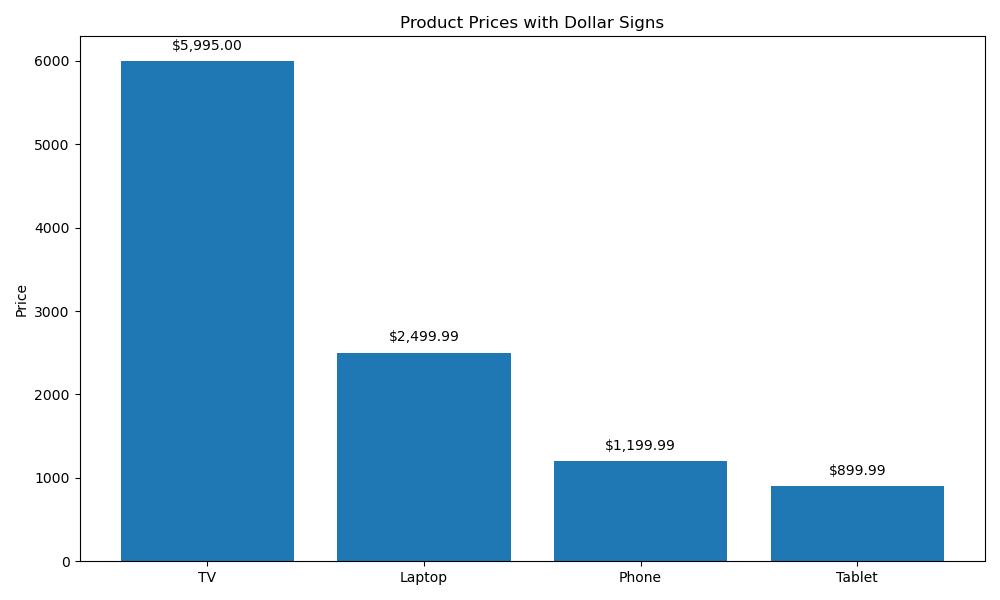 Product Prices with Dollar Signs
$5,995.00
6000
5000
4000
Price
3000
$2,499.99
2000
$1,199.99
1000
$899.99
0
TV
Laptop
Phone
Tablet